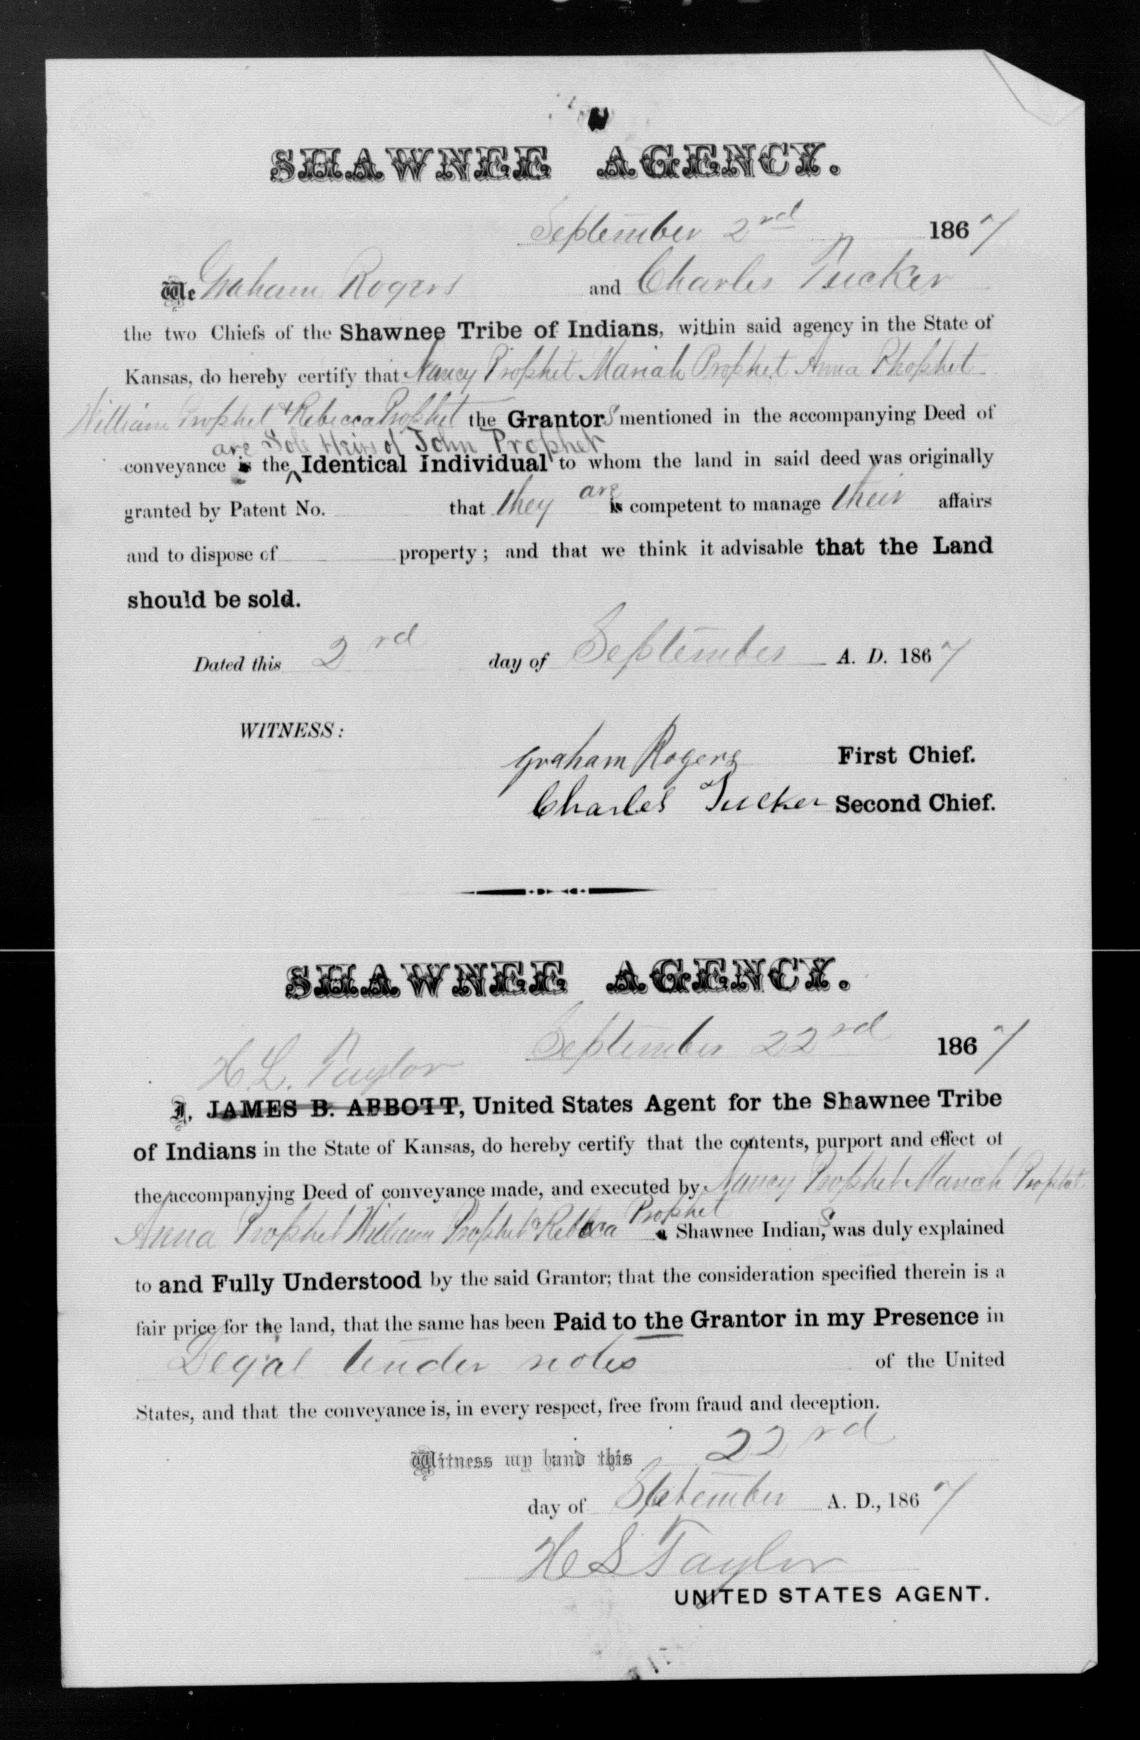 SHAWNEE AGENCY.
September 2nd 1867
We Graham Rogers and Charles Tucker
the two Chiefs of the Shawnee Tribe of Indians, within said agency in the State of
Kansas, do hereby certify that Nancy Prophet Mariah Prophet Anna Phophet
William Prophet & Rebecca Prophet the Grantors mentioned in the accompanying Deed of
are Sole Heirs of John Prophet
conveyance is the ^ Identical Individual to whom the land in said deed was originally
granted by Patent No. that they are is competent to manage their affairs
and to dispose of property; and that we think it advisable that the Land
should be sold.
Dated this 2rd day of September A. D. 1867
WITNESS:
Graham Rogers First Chief.
Charles Tucker Second Chief.
SHAWNEE AGENCY.
September 22rd 1867
H L. Taylor
I, JAMES B. ABBOTT, United States Agent for the Shawnee Tribe
of Indians in the State of Kansas, do hereby certify that the contents, purport and effect of
the accompanying Deed of conveyance made, and executed by Nancy Prophet Mariah Prophet
Anna Prophet William Prophet & Rebecca Prophet a Shawnee Indians, was duly explained
to and Fully Understood by the said Grantor; that the consideration specified therein is a
fair price for the land, that the same has been Paid to the Grantor in my Presence in
Legal tender notes of the United
States, and that the conveyance is, in every respect, free from fraud and deception.
Witness my hand this 22rd
day of September A. D., 1867
H L Taylor
UNITED STATES AGENT.